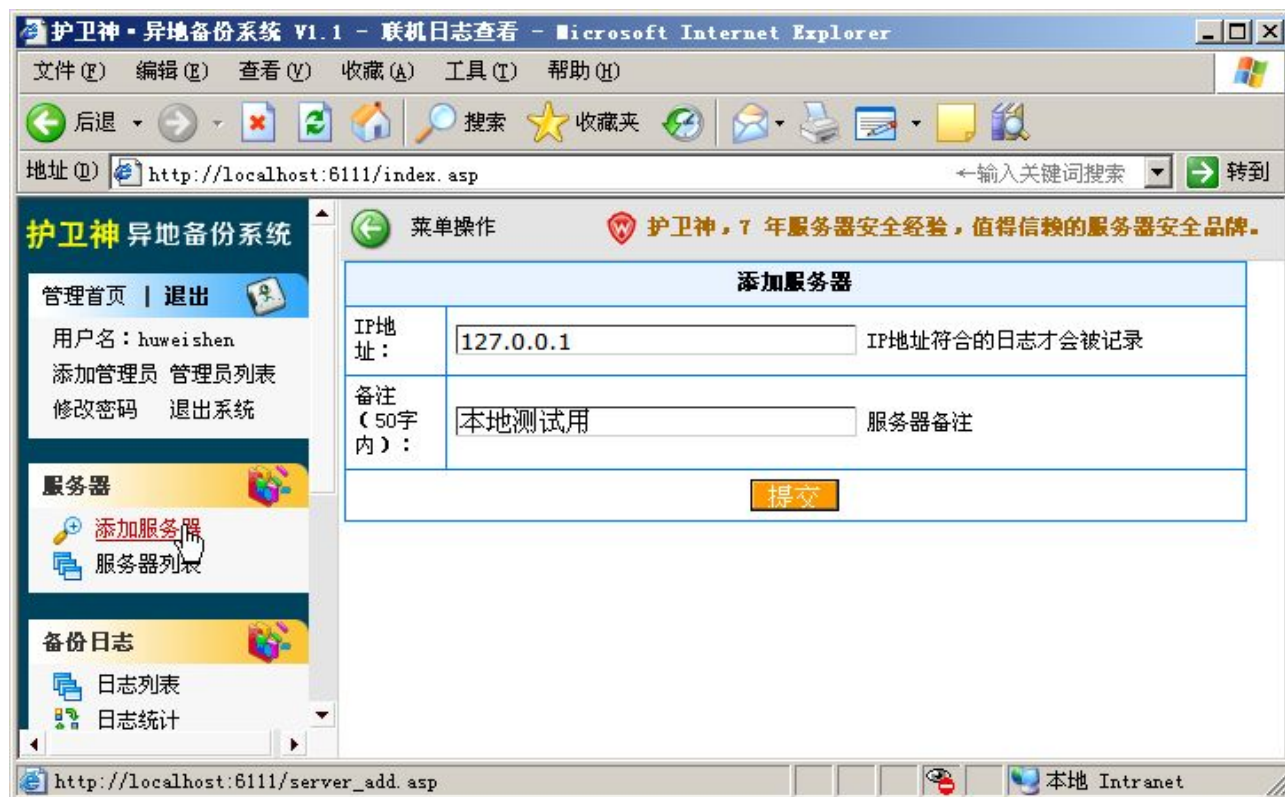 护卫神·异地备份系统 V1.1 - 联机日志查看 - Microsoft Internet Explorer
文件(F) 编辑(E) 查看(V) 收藏(A) 工具(T) 帮助(H)
后退 搜索 收藏夹
地址(D) http://localhost:6111/index.asp ←输入关键词搜索 转到
护卫神 异地备份系统
管理首页 | 退出
用户名：huweishen
添加管理员 管理员列表
修改密码 退出系统
服务器
添加服务器
服务器列表
备份日志
日志列表
日志统计
菜单操作 护卫神，7 年服务器安全经验，值得信赖的服务器安全品牌。
添加服务器
IP地
址：
127.0.0.1 IP地址符合的日志才会被记录
备注
（50字
内）：
本地测试用 服务器备注
提交
http://localhost:6111/server_add.asp 本地 Intranet